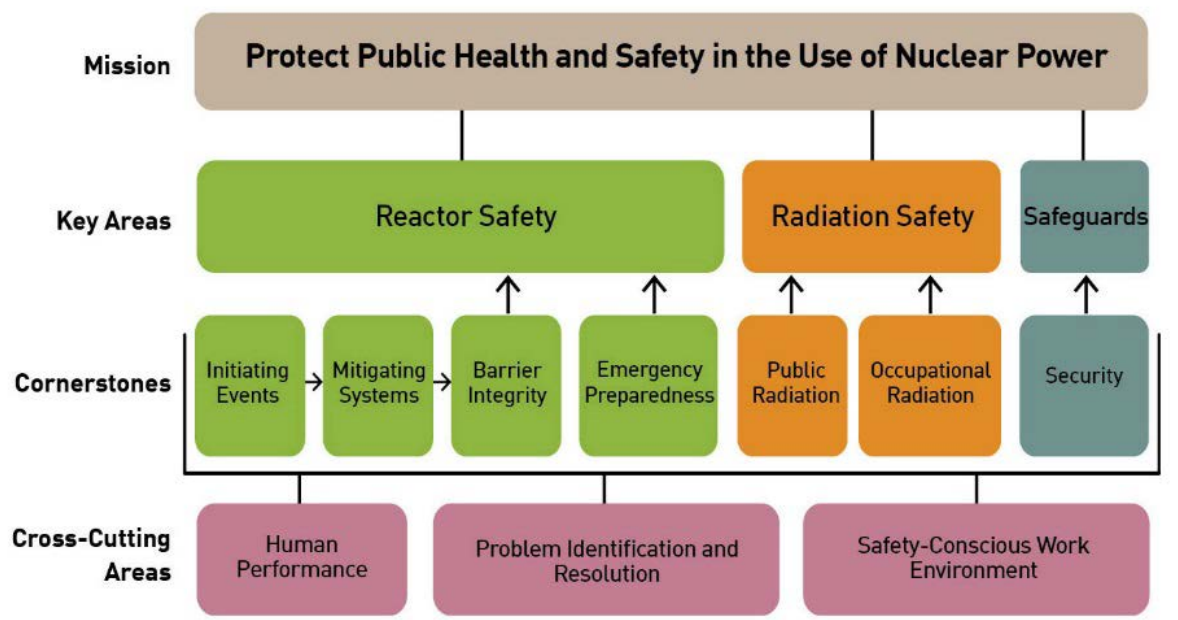 Mission
Protect Public Health and Safety in the Use of Nuclear Power
Key Areas
Reactor Safety
Radiation Safety
Safeguards
Cornerstones
Initiating
Events
Mitigating
Systems
Barrier
Integrity
Emergency
Preparedness
Public
Radiation
Occupational
Radiation
Security
Cross-Cutting
Areas
Human
Performance
Problem Identification and
Resolution
Safety-Conscious Work
Environment